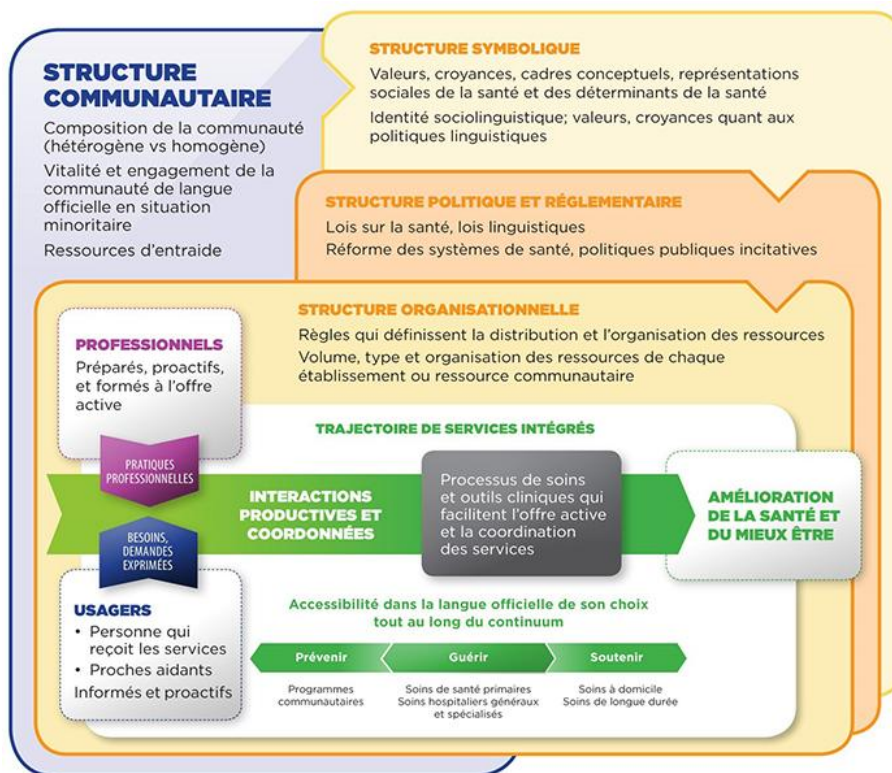 STRUCTURE
COMMUNAUTAIRE
Composition de la communauté
(hétérogène vs homogène)
Vitalité et engagement de la
communauté de langue
officielle en situation
minoritaire
Ressources d'entraide
STRUCTURE SYMBOLIQUE
Valeurs, croyances, cadres conceptuels, représentations
sociales de la santé et des déterminants de la santé
Identité sociolinguistique; valeurs, croyances quant aux
politiques linguistiques
STRUCTURE POLITIQUE ET RÉGLEMENTAIRE
Lois sur la santé, lois linguistiques
Réforme des systèmes de santé, politiques publiques incitatives
STRUCTURE ORGANISATIONNELLE
Règles qui définissent la distribution et l'organisation des ressources
Volume, type et organisation des ressources de chaque
établissement ou ressource communautaire
PROFESSIONNELS
Préparés, proactifs,
et formés à l'offre
active
PRATIQUES
PROFESSIONNELLES
BESOINS,
DEMANDES
EXPRIMÉES
USAGERS
• Personne qui
reçoit les services
• Proches aidants
Informés et proactifs
TRAJECTOIRE DE SERVICES INTÉGRÉS
INTERACTIONS
PRODUCTIVES ET
COORDONNÉES
Processus de soins
et outils cliniques qui
facilitent l'offre active
et la coordination
des services
AMÉLIORATION
DE LA SANTÉ ET
DU MIEUX ÊTRE
Accessibilité dans la langue officielle de son choix
tout au long du continuum
Prévenir
Guérir
Soutenir
Programmes
communautaires
Soins de santé primaires
Soins hospitaliers généraux
et spécialisés
Soins à domicile
Soins de longue durée